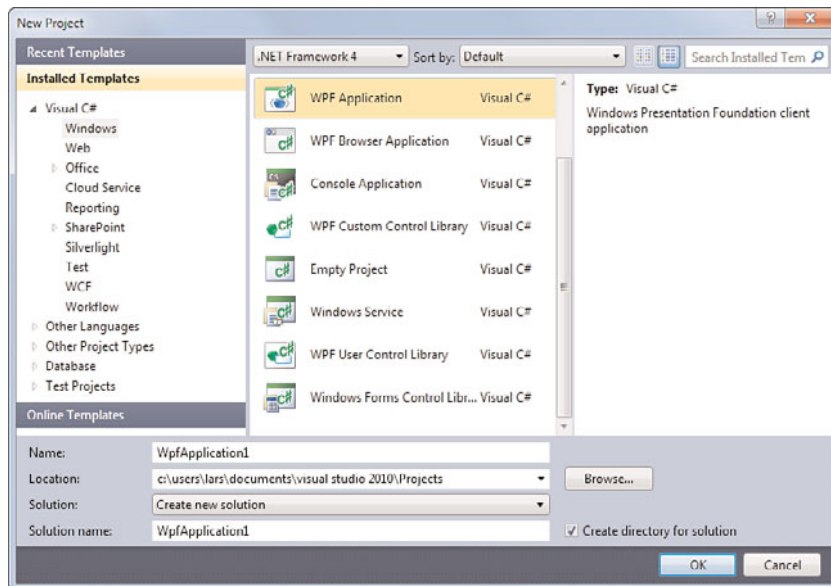 New Project
Recent Templates
Installed Templates
Visual C#
Windows
Web
Office
Cloud Service
Reporting
SharePoint
Silverlight
Test
WCF
Workflow
Other Languages
Other Project Types
Database
Test Projects
Online Templates
.NET Framework 4
Sort by: Default
Search Installed Tem
WPF Application Visual C#
WPF Browser Application Visual C#
Console Application Visual C#
WPF Custom Control Library Visual C#
Empty Project Visual C#
Windows Service Visual C#
WPF User Control Library Visual C#
Windows Forms Control Libr... Visual C#
Type: Visual C#
Windows Presentation Foundation client
application
Name: WpfApplication1
Location: c:\users\lars\documents\visual studio 2010\Projects
Browse...
Solution: Create new solution
Solution name: WpfApplication1
Create directory for solution
OK Cancel